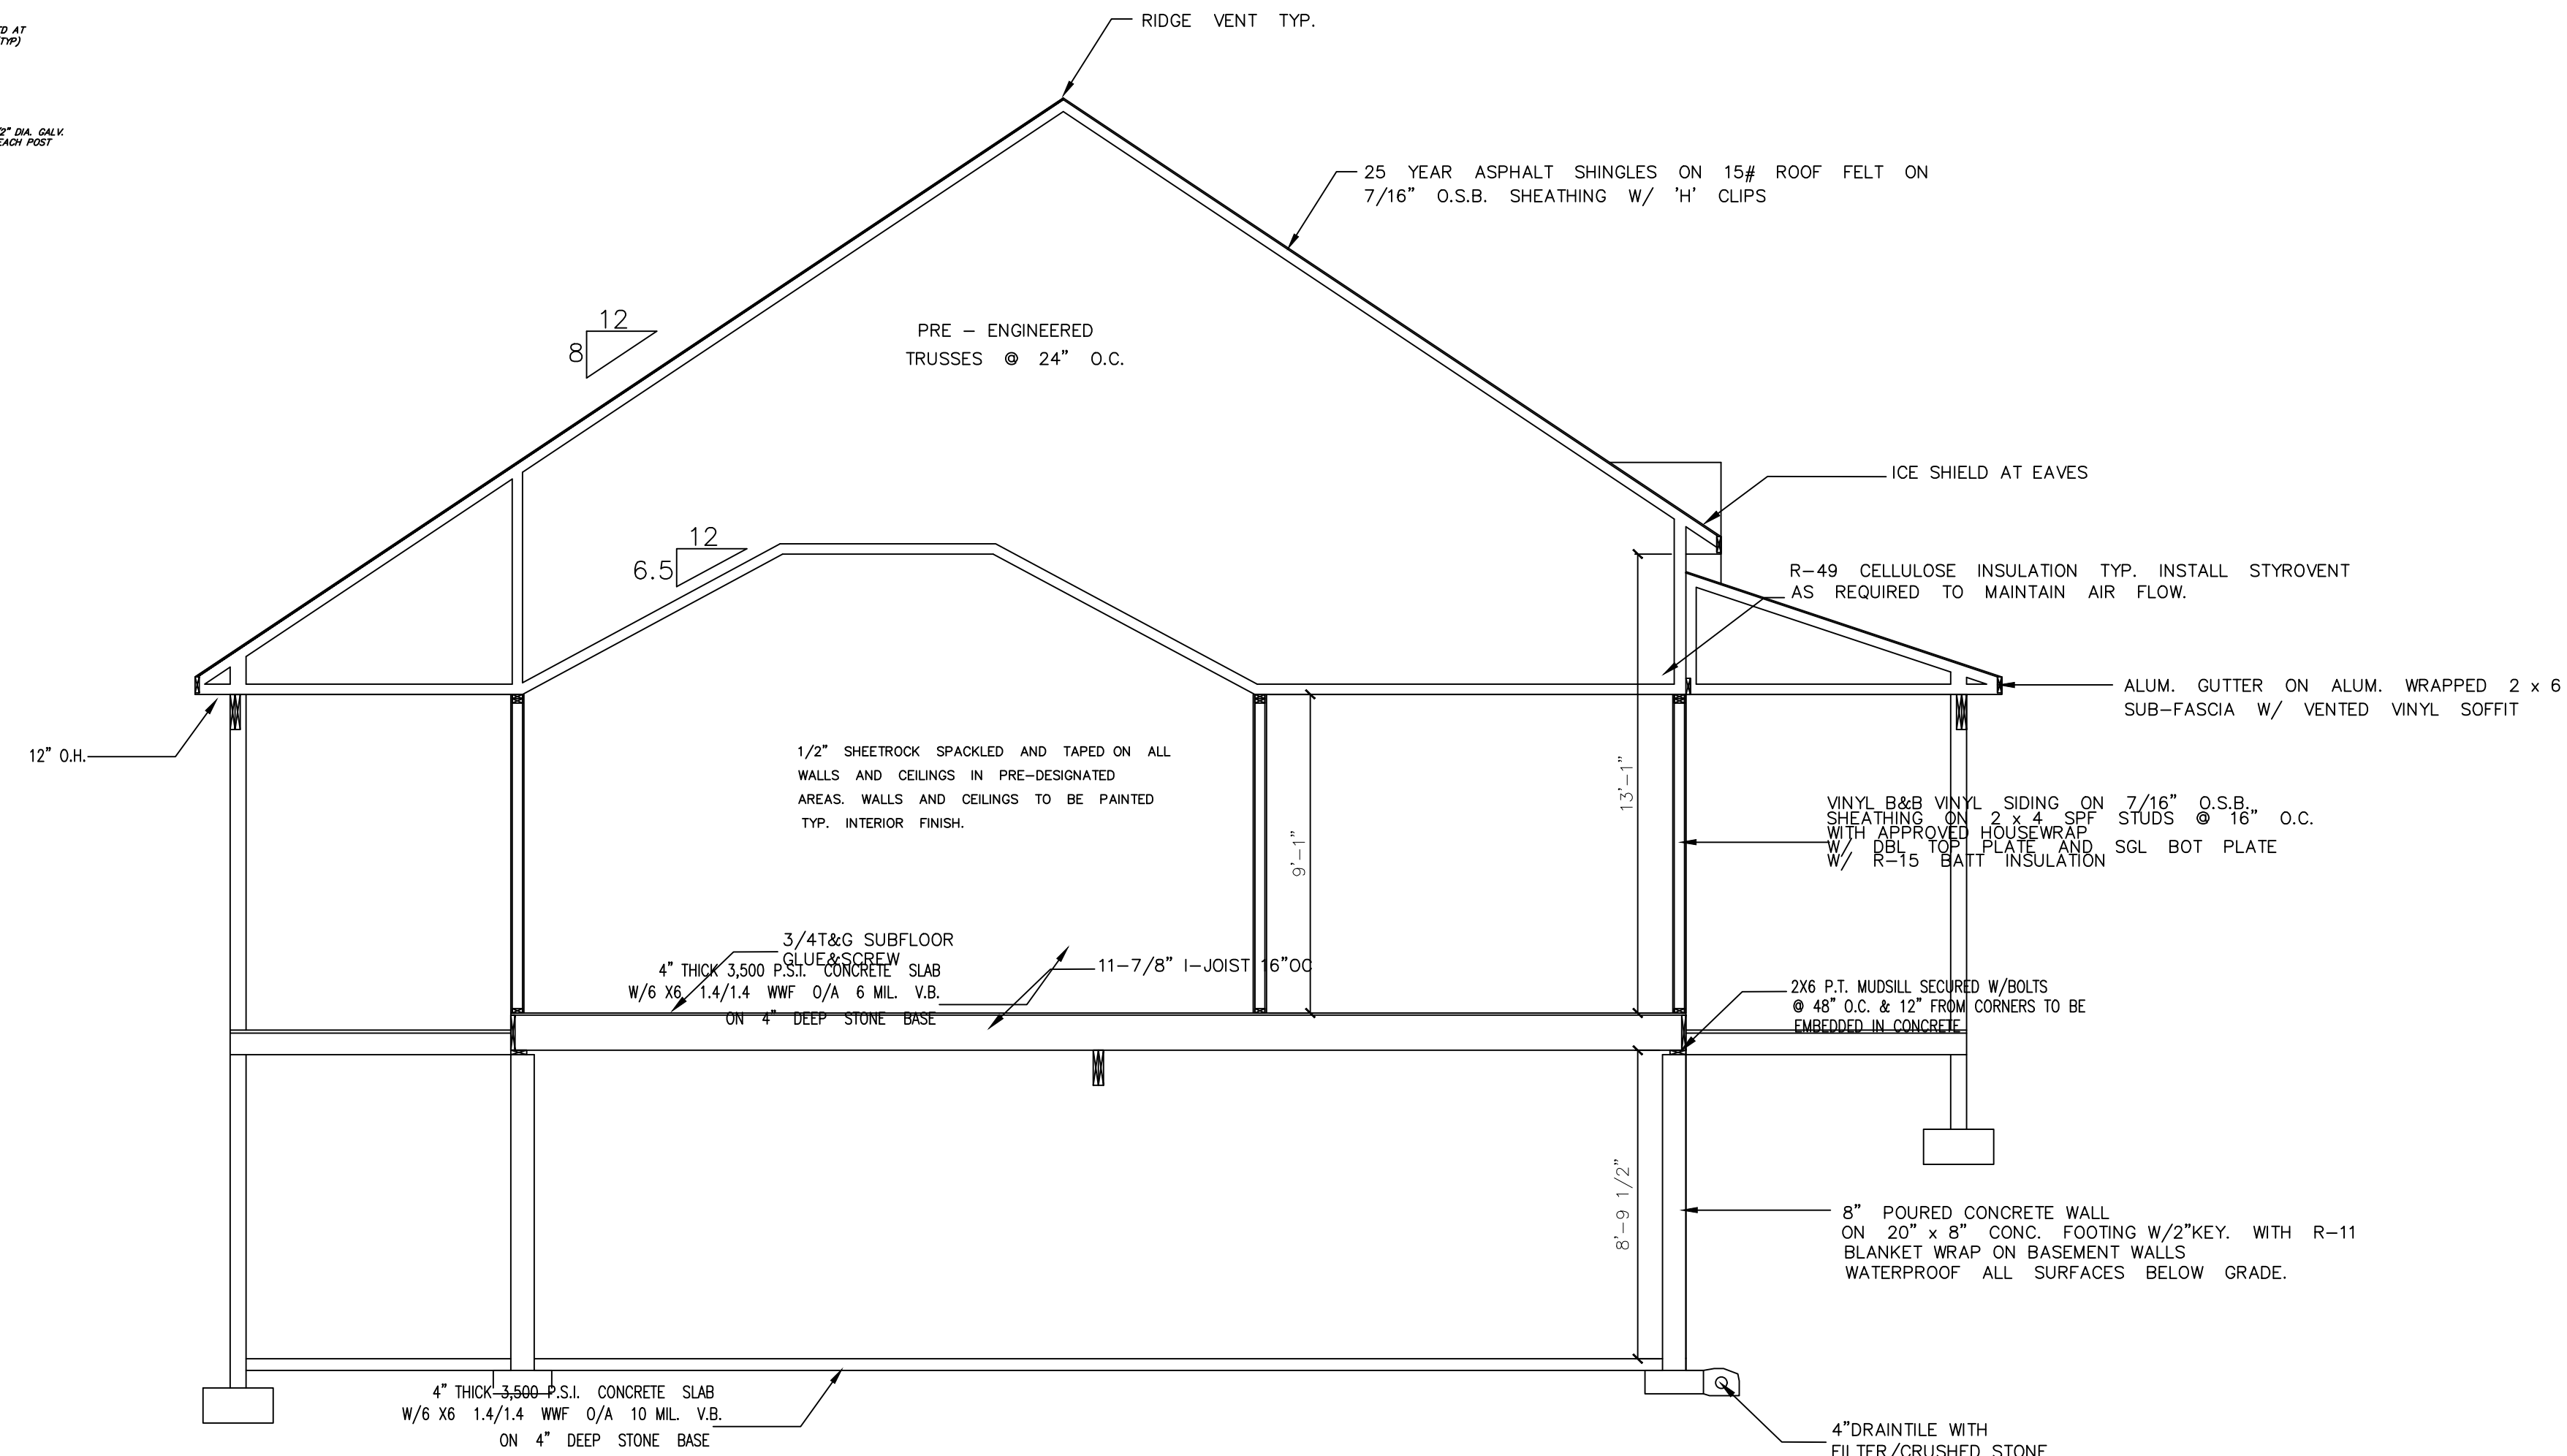 RIDGE VENT TYP.
D AT
TYP)
2" DIA. GALV.
EACH POST
25 YEAR ASPHALT SHINGLES ON 15# ROOF FELT ON
7/16" O.S.B. SHEATHING W/ 'H' CLIPS
12
8
PRE - ENGINEERED
TRUSSES @ 24" O.C.
ICE SHIELD AT EAVES
12
6.5
R-49 CELLULOSE INSULATION TYP. INSTALL STYROVENT
AS REQUIRED TO MAINTAIN AIR FLOW.
ALUM. GUTTER ON ALUM. WRAPPED 2 x 6
SUB-FASCIA W/ VENTED VINYL SOFFIT
12" O.H.
1/2" SHEETROCK SPACKLED AND TAPED ON ALL
WALLS AND CEILINGS IN PRE-DESIGNATED
AREAS. WALLS AND CEILINGS TO BE PAINTED
TYP. INTERIOR FINISH.
9'-1"
13'-1"
VINYL B&B VINYL SIDING ON 7/16" O.S.B.
SHEATHING ON 2 x 4 SPF STUDS @ 16" O.C.
WITH APPROVED HOUSEWRAP
W/ DBL TOP PLATE AND SGL BOT PLATE
W/ R-15 BATT INSULATION
3/4T&G SUBFLOOR
GLUE&SCREW
4" THICK 3,500 P.S.I. CONCRETE SLAB
W/6 X6 1.4/1.4 WWF O/A 6 MIL. V.B.
ON 4" DEEP STONE BASE
11-7/8" I-JOIST 16"OC
2X6 P.T. MUDSILL SECURED W/BOLTS
@ 48" O.C. & 12" FROM CORNERS TO BE
EMBEDDED IN CONCRETE
8'-9 1/2"
8" POURED CONCRETE WALL
ON 20" x 8" CONC. FOOTING W/2"KEY. WITH R-11
BLANKET WRAP ON BASEMENT WALLS
WATERPROOF ALL SURFACES BELOW GRADE.
4" THICK 3,500 P.S.I. CONCRETE SLAB
W/6 X6 1.4/1.4 WWF O/A 10 MIL. V.B.
ON 4" DEEP STONE BASE
4"DRAINTILE WITH
FILTER/CRUSHED STONE